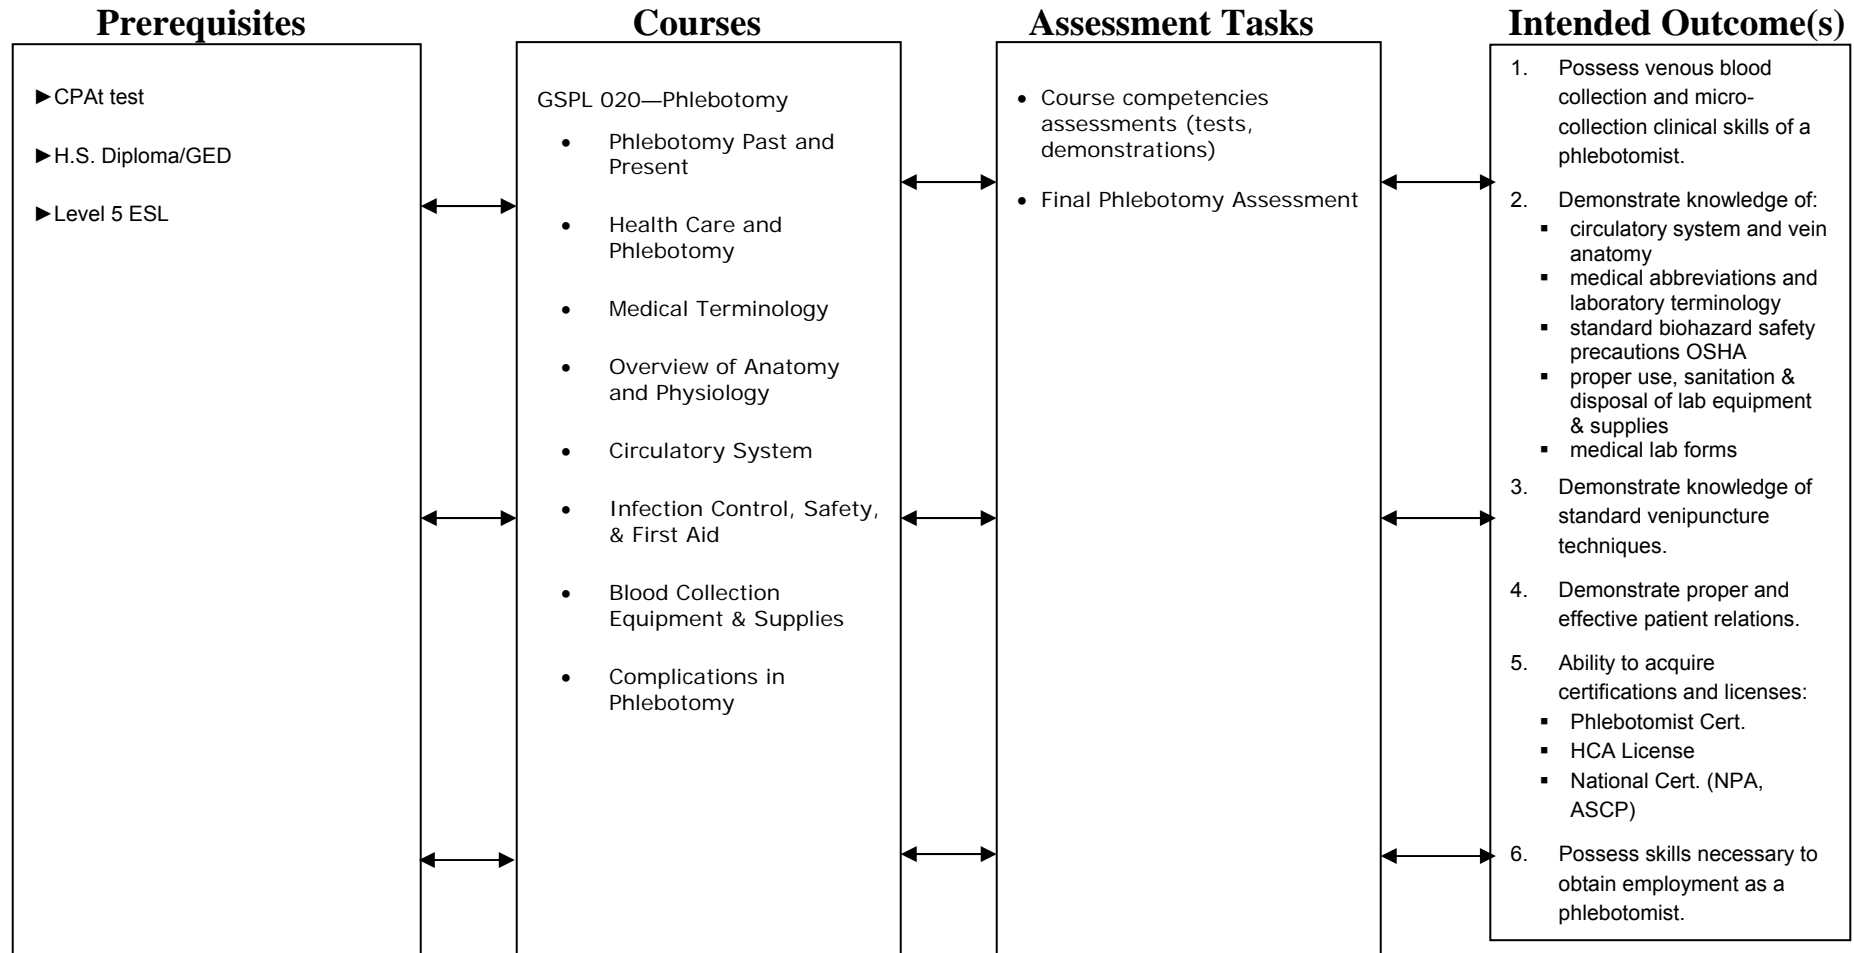 Prerequisites
►CPAt test
►H.S. Diploma/GED
►Level 5 ESL
Courses
GSPL 020—Phlebotomy
• Phlebotomy Past and
Present
• Health Care and
Phlebotomy
• Medical Terminology
• Overview of Anatomy
and Physiology
• Circulatory System
• Infection Control, Safety,
& First Aid
• Blood Collection
Equipment & Supplies
• Complications in
Phlebotomy
Assessment Tasks
• Course competencies
assessments (tests,
demonstrations)
• Final Phlebotomy Assessment
Intended Outcome(s)
1. Possess venous blood
collection and micro-
collection clinical skills of a
phlebotomist.
2. Demonstrate knowledge of:
▪ circulatory system and vein
anatomy
▪ medical abbreviations and
laboratory terminology
▪ standard biohazard safety
precautions OSHA
▪ proper use, sanitation &
disposal of lab equipment
& supplies
▪ medical lab forms
3. Demonstrate knowledge of
standard venipuncture
techniques.
4. Demonstrate proper and
effective patient relations.
5. Ability to acquire
certifications and licenses:
▪ Phlebotomist Cert.
▪ HCA License
▪ National Cert. (NPA,
ASCP)
6. Possess skills necessary to
obtain employment as a
phlebotomist.